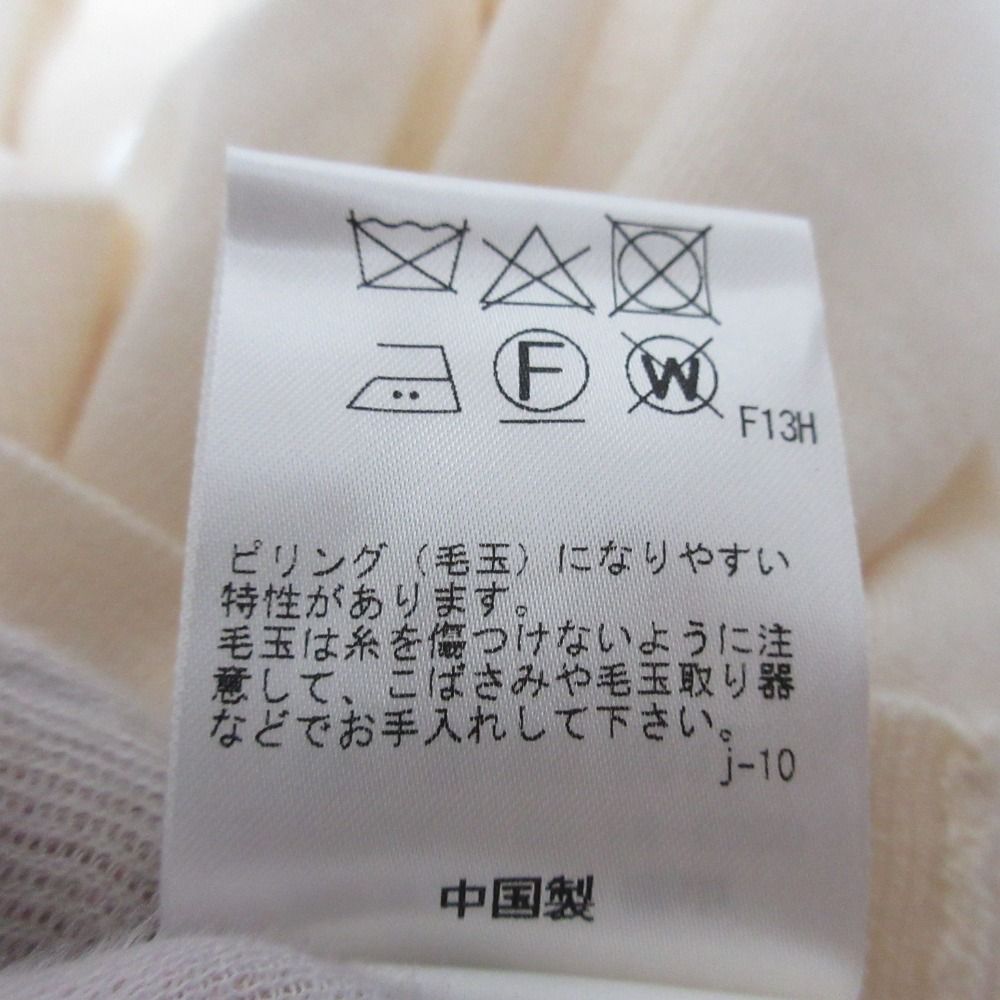 F W F13H
ピリング（毛玉）になりやすい
特性があります。
毛玉は糸を傷つけないように注
意して、こばさみや毛玉取り器
などでお手入れして下さい。
j-10
中国製